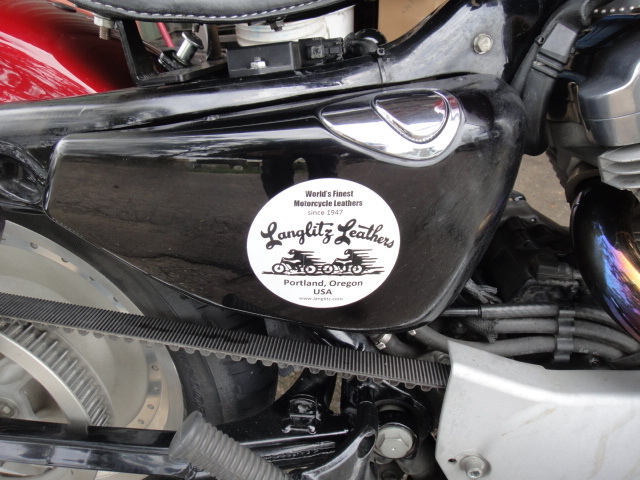 World's Finest
Motorcycle Leathers
since 1947
Langlitz Leathers
Portland, Oregon
USA
www.langlitz.com